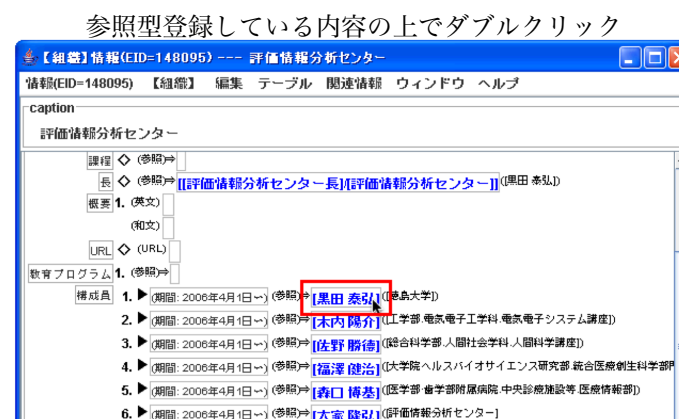 参照型登録している内容の上でダブルクリック
【組織】情報(EID=148095) --- 評価情報分析センター
情報(EID=148095) 【組織】 編集 テーブル 関連情報 ウィンドウ ヘルプ
caption
評価情報分析センター
課程 ◇ (参照)⇒
長 ◇ (参照)⇒ [[評価情報分析センター長]/[評価情報分析センター]] ([黒田 泰弘])
概要 1. (英文)
(和文)
URL ◇ (URL)
教育プログラム 1. (参照)⇒
構成員 1. ▶ (期間: 2006年4月1日〜) (参照)⇒ [黒田 泰弘] ([徳島大学])
2. ▶ (期間: 2006年4月1日〜) (参照)⇒ [木内 陽介] ([工学部.電気電子工学科.電気電子システム講座])
3. ▶ (期間: 2006年4月1日〜) (参照)⇒ [佐野 勝徳] ([総合科学部.人間社会学科.人間科学講座])
4. ▶ (期間: 2006年4月1日〜) (参照)⇒ [福澤 健治] ([大学院ヘルスバイオサイエンス研究部.統合医療創生科学部門
5. ▶ (期間: 2006年4月1日〜) (参照)⇒ [森口 博基] ([医学部・歯学部附属病院.中央診療施設等.医療情報部])
6. ▶ (期間: 2006年4月1日〜) (参照)⇒ [大家 隆弘] ([評価情報分析センター]